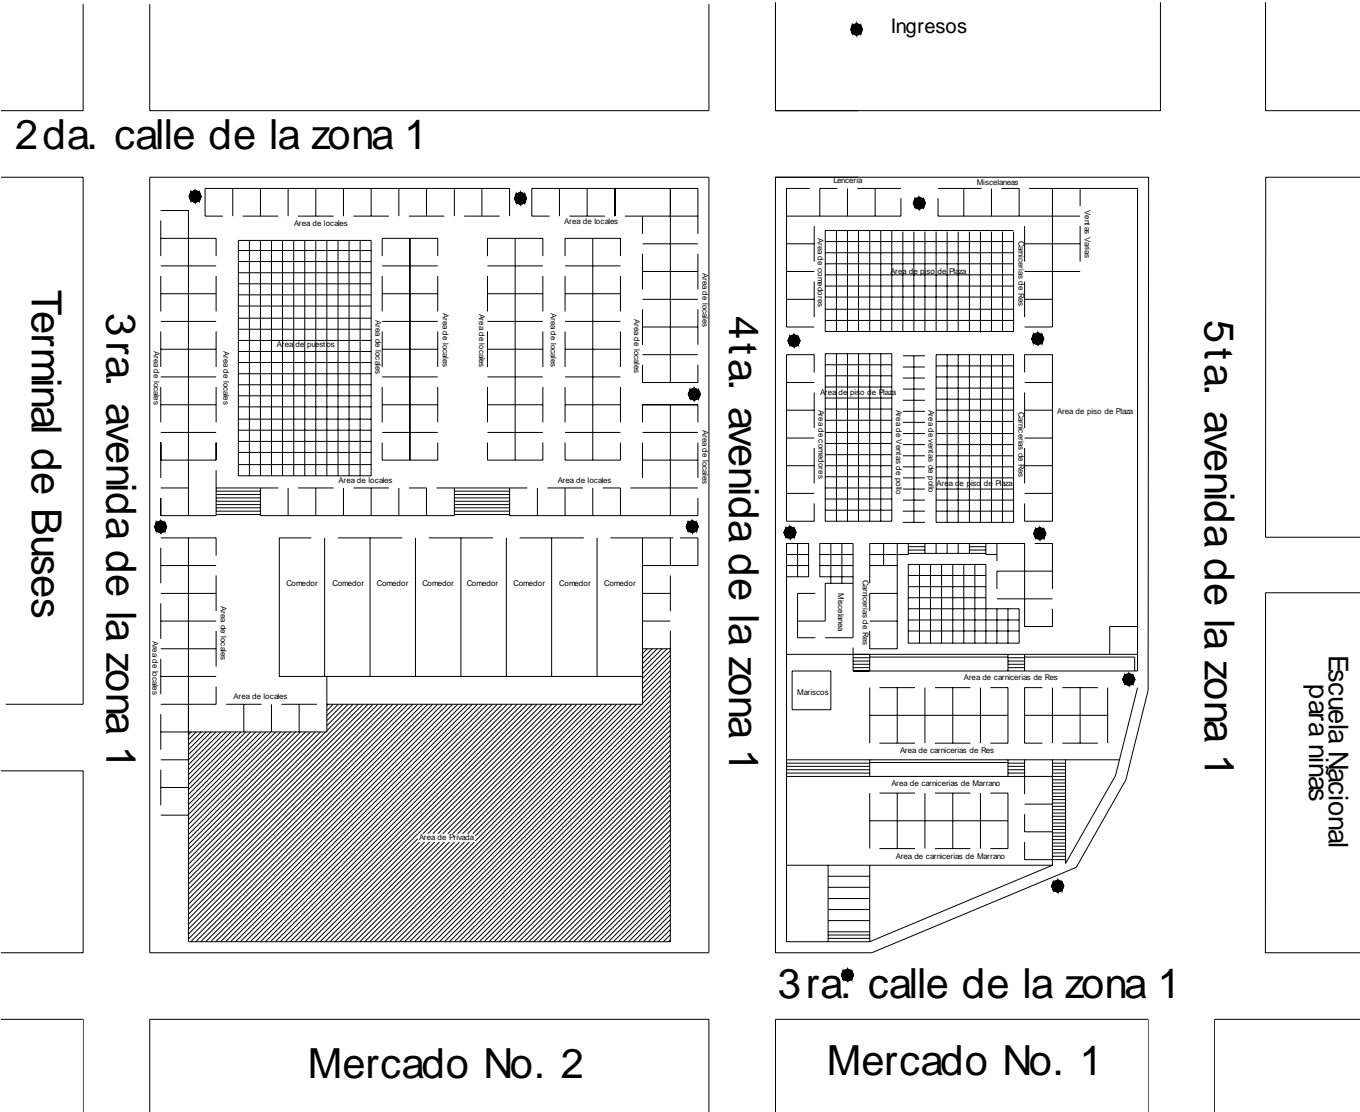 Ingresos
2da. calle de la zona 1
Terminal de Buses
3ra. avenida de la zona 1
Area de locales
Area de locales
Area de locales
Area de locales
Area de puestos
Area de locales
Area de locales
Area de locales
Area de locales
Area de locales
Area de locales
Area de locales
Area de locales
Area de locales
Area de locales
Comedor
Comedor
Comedor
Comedor
Comedor
Comedor
Comedor
Comedor
Area de locales
Area de locales
Area de locales
Area de Privada
4ta. avenida de la zona 1
Lencería
Miscelaneas
Ventas Varias
Area de comedores
Area de piso de Plaza
Carnicerias de Res
Area de piso de Plaza
Area de comedores
Area de Ventas de pollo
Area de ventas de pollo
Area de piso de Plaza
Carnicerias de Res
Area de piso de Plaza
Miscelanea
Carnicerias de Res
Mariscos
Area de carnicerias de Res
Area de carnicerias de Res
Area de carnicerias de Marrano
Area de carnicerias de Marrano
5ta. avenida de la zona 1
Escuela Nacional
para niñas
3ra. calle de la zona 1
Mercado No. 2
Mercado No. 1